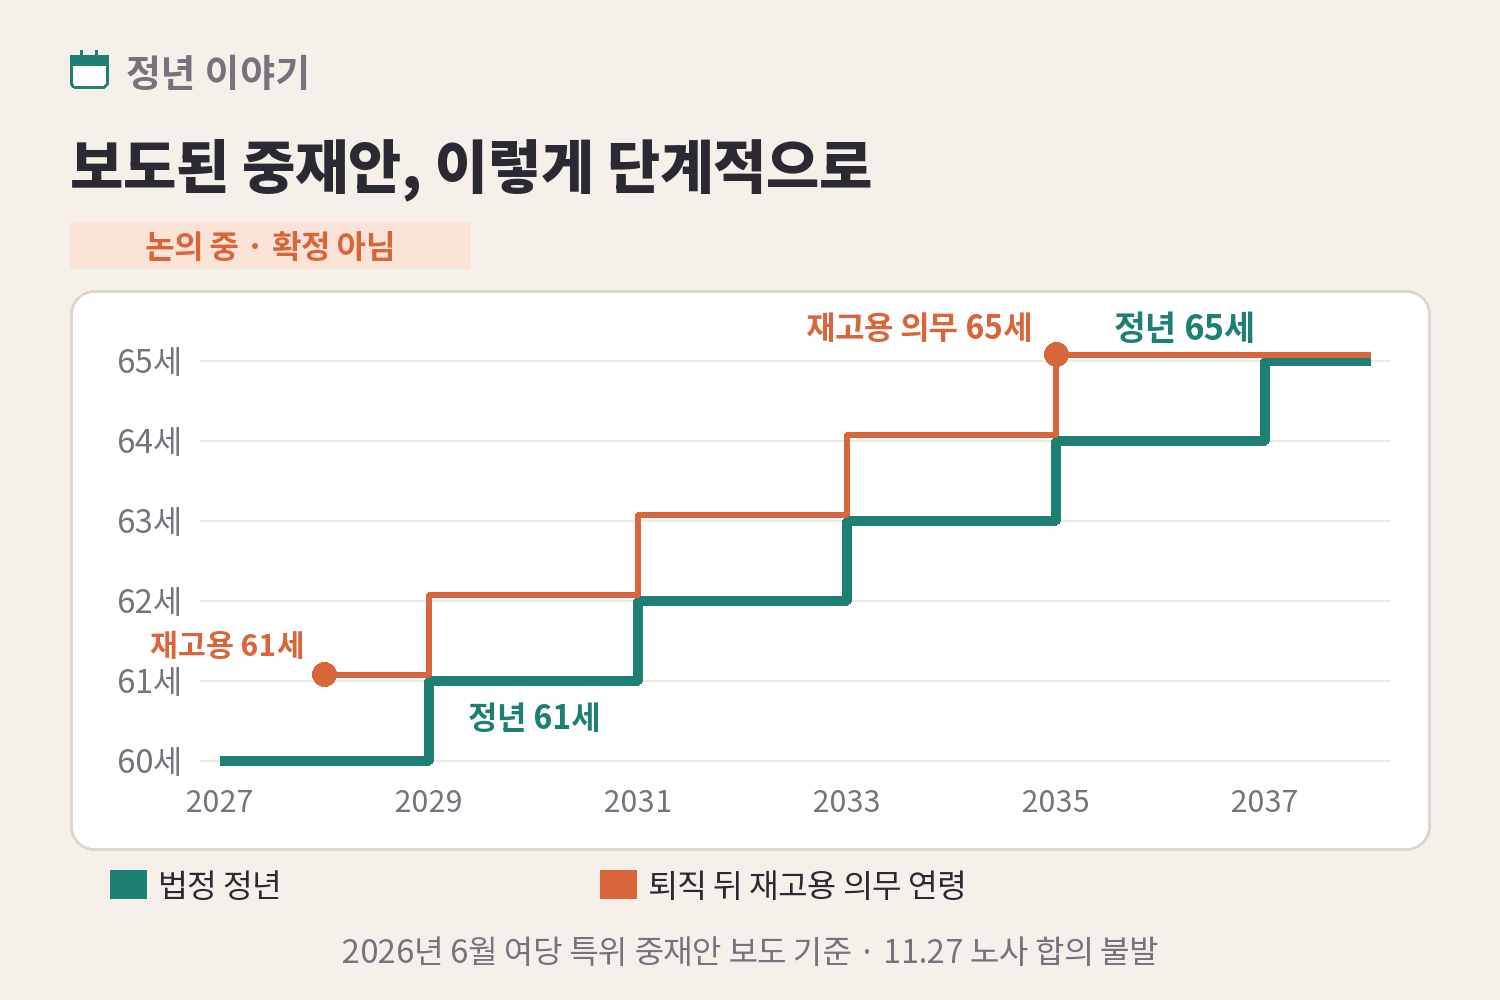 정년 이야기
보도된 중재안, 이렇게 단계적으로
논의 중 · 확정 아님
재고용 의무 65세
정년 65세
65세
64세
63세
62세
재고용 61세
61세
정년 61세
60세
2027 2029 2031 2033 2035 2037
법정 정년
퇴직 뒤 재고용 의무 연령
2026년 6월 여당 특위 중재안 보도 기준 · 11.27 노사 합의 불발